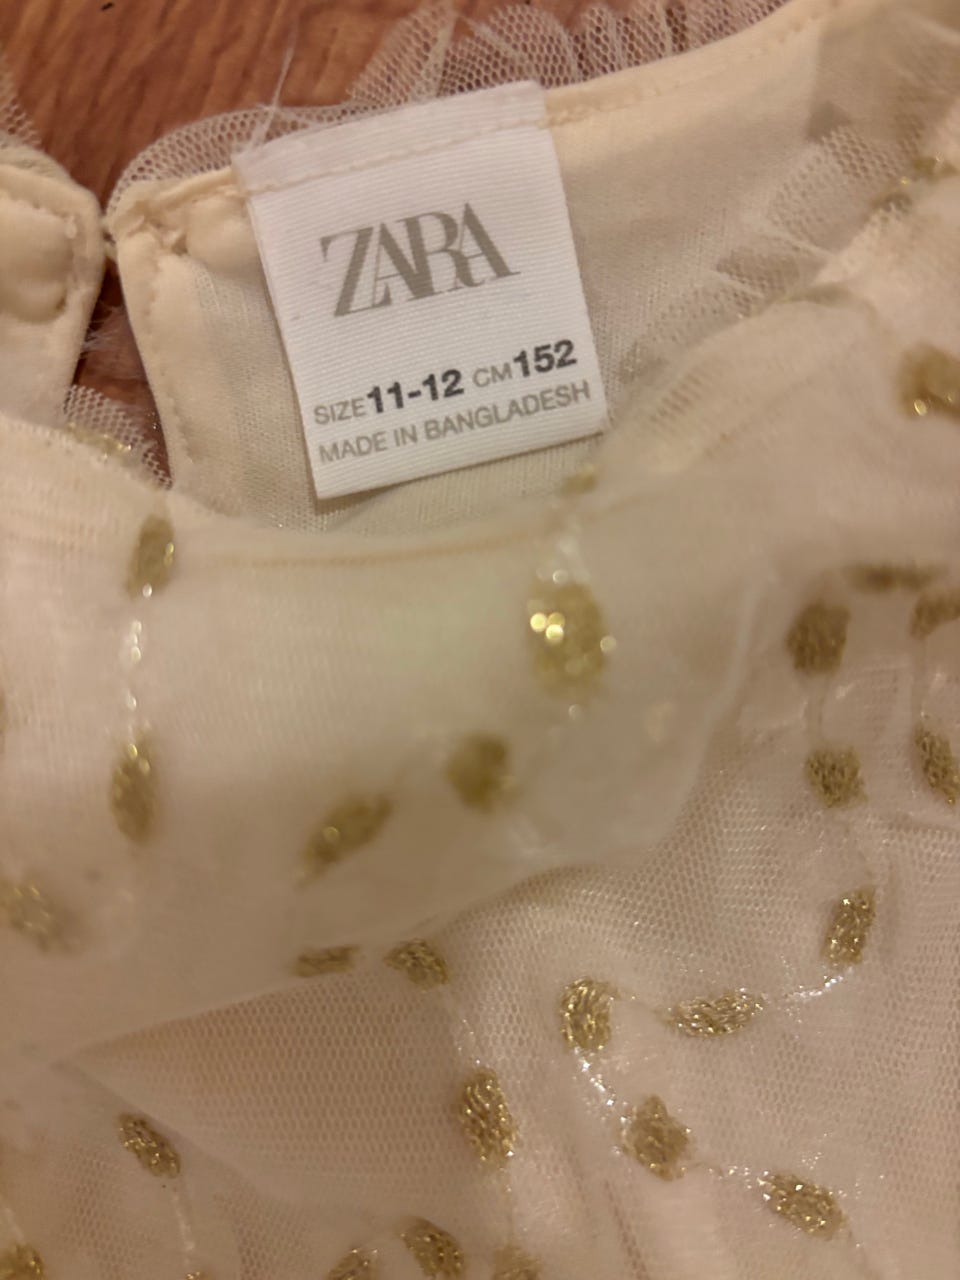 ZARA
SIZE 11-12 CM 152
MADE IN BANGLADESH